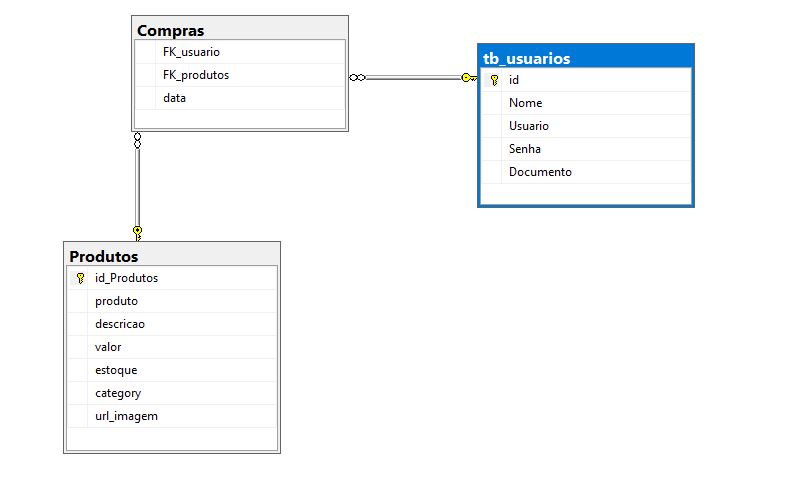 Compras
FK_usuario
FK_produtos
data
tb_usuarios
id
Nome
Usuario
Senha
Documento
Produtos
id_Produtos
produto
descricao
valor
estoque
category
url_imagem